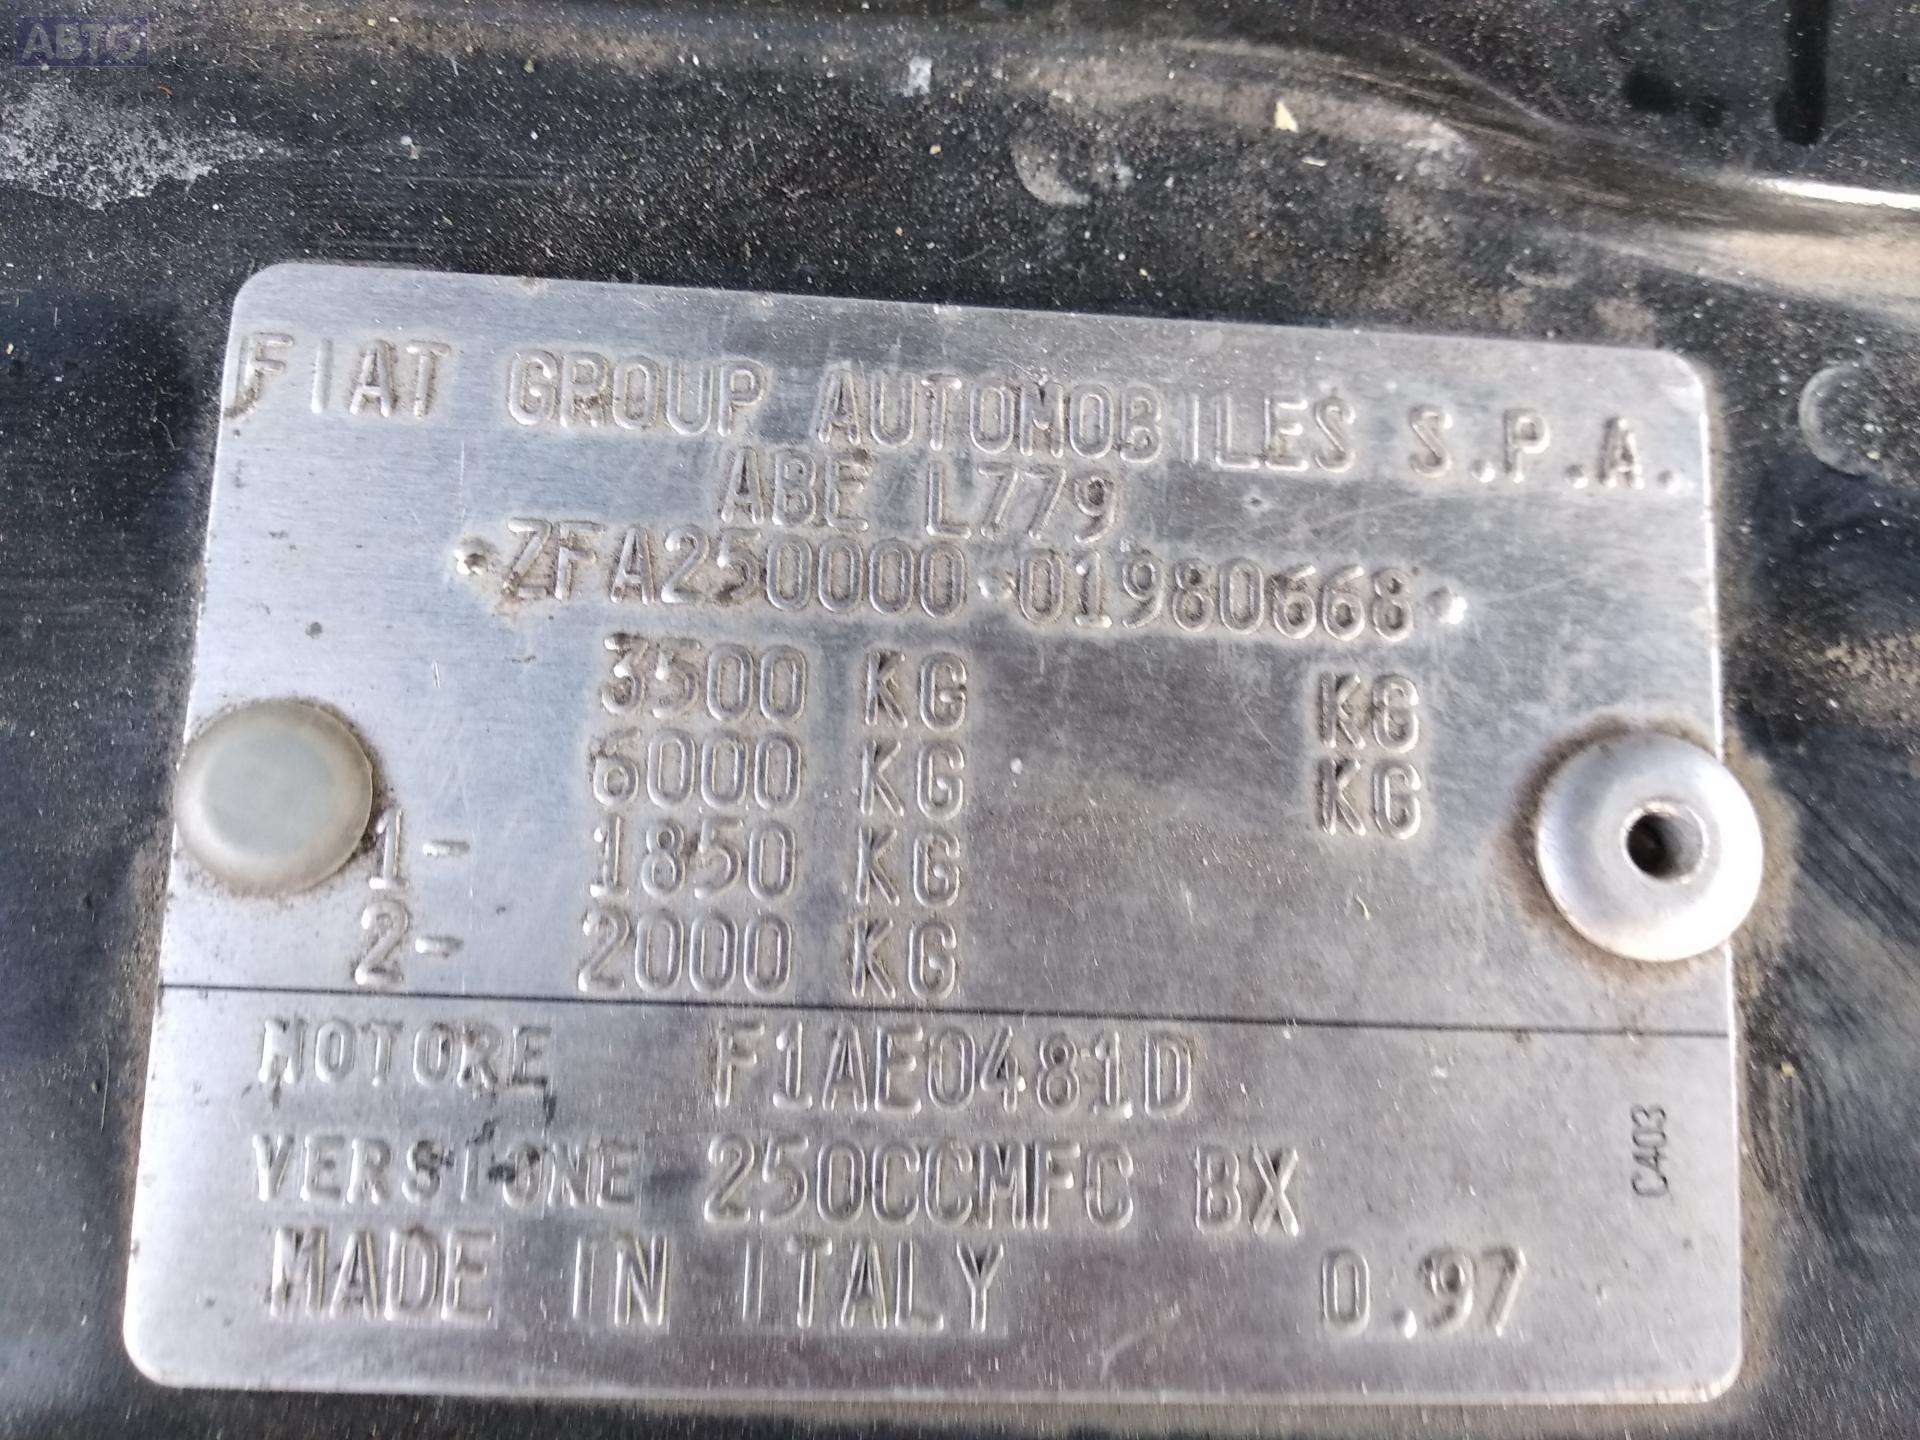 АВТО
FIAT GROUP AUTOMOBILES S.P.A.
ABE L779
*ZFA250000*01980668*
3500 KG KG
6000 KG KG
1- 1850 KG
2- 2000 KG
MOTORE F1AE0481D
VERSIONE 250CCMFC BX
C403
MADE IN ITALY 0.97